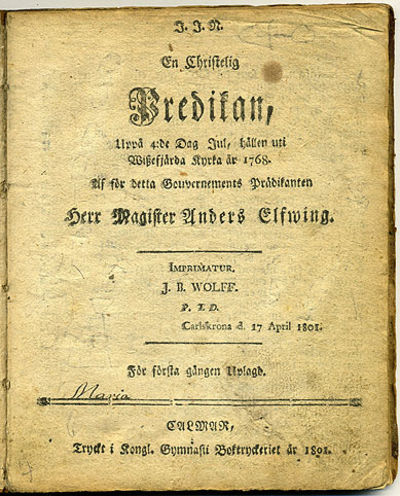 J. J. N.
En Christelig
Predikan,
Uppå 4:de Dag Jul, hållen uti
Wißefjärda Kyrka år 1768.
Af för detta Gouvernements Prädikanten
Herr Magister Anders Elfwing.
IMPRIMATUR.
J. B. WOLFF.
P. T. D.
Carlskrona d. 17 April 1801.
För första gången Uplagd.
Maria
CALMAR,
Tryckt i Kongl. Gymnasii Boktryckeriet år 1801.